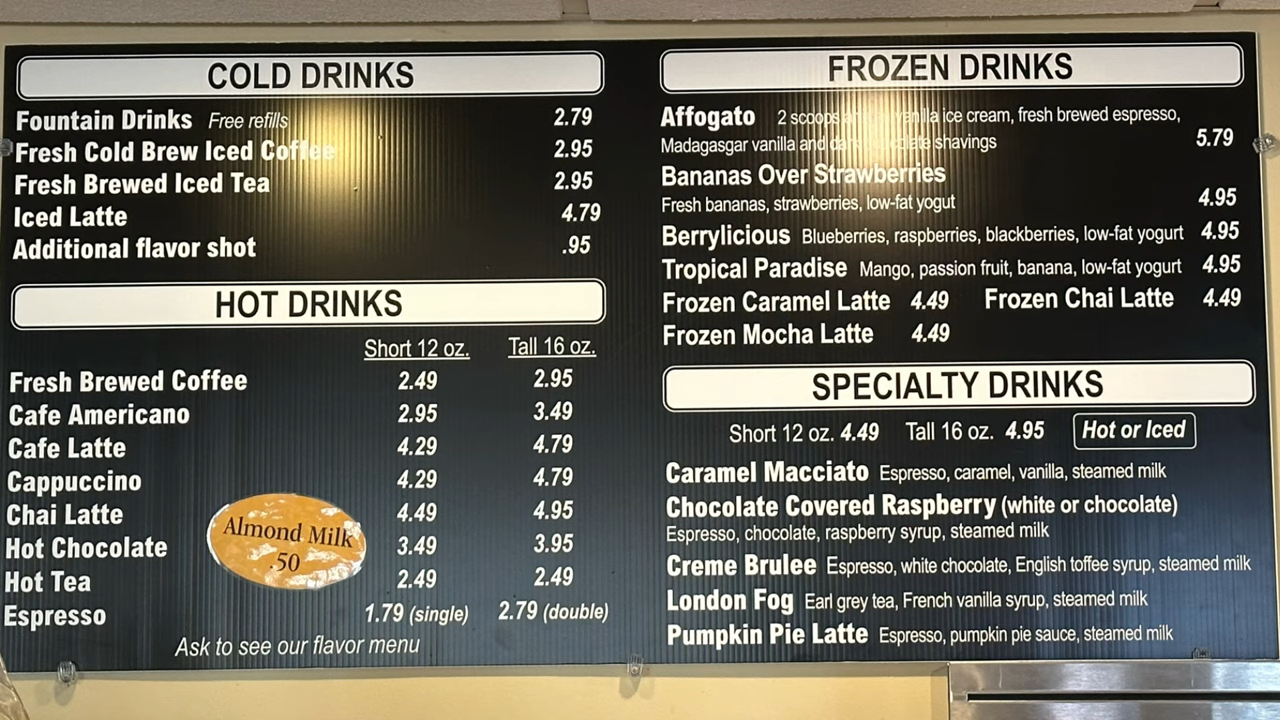 COLD DRINKS
Fountain Drinks Free refills 2.79
Fresh Cold Brew Iced Coffee 2.95
Fresh Brewed Iced Tea 2.95
Iced Latte 4.79
Additional flavor shot .95
HOT DRINKS
Short 12 oz. Tall 16 oz.
Fresh Brewed Coffee 2.49 2.95
Cafe Americano 2.95 3.49
Cafe Latte 4.29 4.79
Cappuccino 4.29 4.79
Chai Latte 4.49 4.95
Hot Chocolate 3.49 3.95
Hot Tea 2.49 2.49
Espresso 1.79 (single) 2.79 (double)
Almond Milk
.50
Ask to see our flavor menu
FROZEN DRINKS
Affogato 2 scoops vanilla ice cream, fresh brewed espresso,
Madagasgar vanilla and dark chocolate shavings 5.79
Bananas Over Strawberries
Fresh bananas, strawberries, low-fat yogut 4.95
Berrylicious Blueberries, raspberries, blackberries, low-fat yogurt 4.95
Tropical Paradise Mango, passion fruit, banana, low-fat yogurt 4.95
Frozen Caramel Latte 4.49 Frozen Chai Latte 4.49
Frozen Mocha Latte 4.49
SPECIALTY DRINKS
Short 12 oz. 4.49 Tall 16 oz. 4.95 Hot or Iced
Caramel Macciato Espresso, caramel, vanilla, steamed milk
Chocolate Covered Raspberry (white or chocolate)
Espresso, chocolate, raspberry syrup, steamed milk
Creme Brulee Espresso, white chocolate, English toffee syrup, steamed milk
London Fog Earl grey tea, French vanilla syrup, steamed milk
Pumpkin Pie Latte Espresso, pumpkin pie sauce, steamed milk